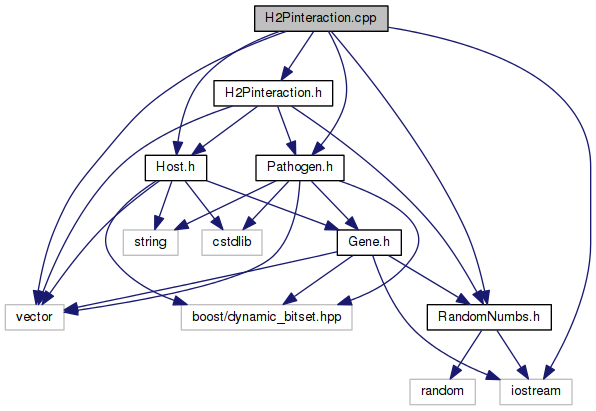 H2Pinteraction.cpp
H2Pinteraction.h
Host.h
Pathogen.h
string
cstdlib
Gene.h
vector
boost/dynamic_bitset.hpp
RandomNumbs.h
random
iostream